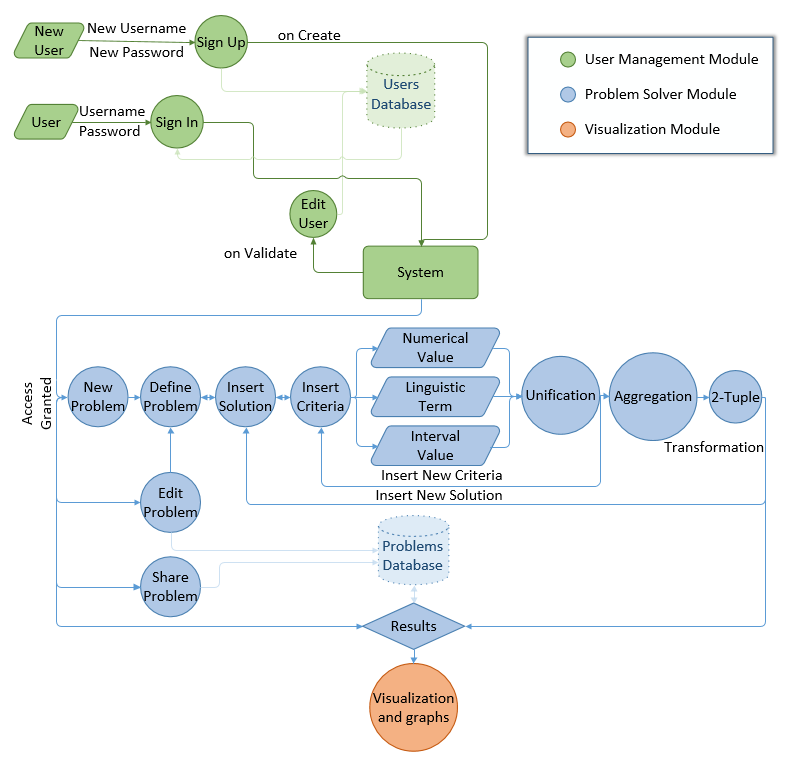 New
User
New Username
New Password
Sign Up
on Create
Users
Database
User Management Module
Problem Solver Module
Visualization Module
User
Username
Password
Sign In
Edit
User
on Validate
System
Access
Granted
New
Problem
Define
Problem
Insert
Solution
Insert
Criteria
Numerical
Value
Linguistic
Term
Interval
Value
Unification
Aggregation
2-Tuple
Transformation
Insert New Criteria
Insert New Solution
Edit
Problem
Problems
Database
Share
Problem
Results
Visualization
and graphs